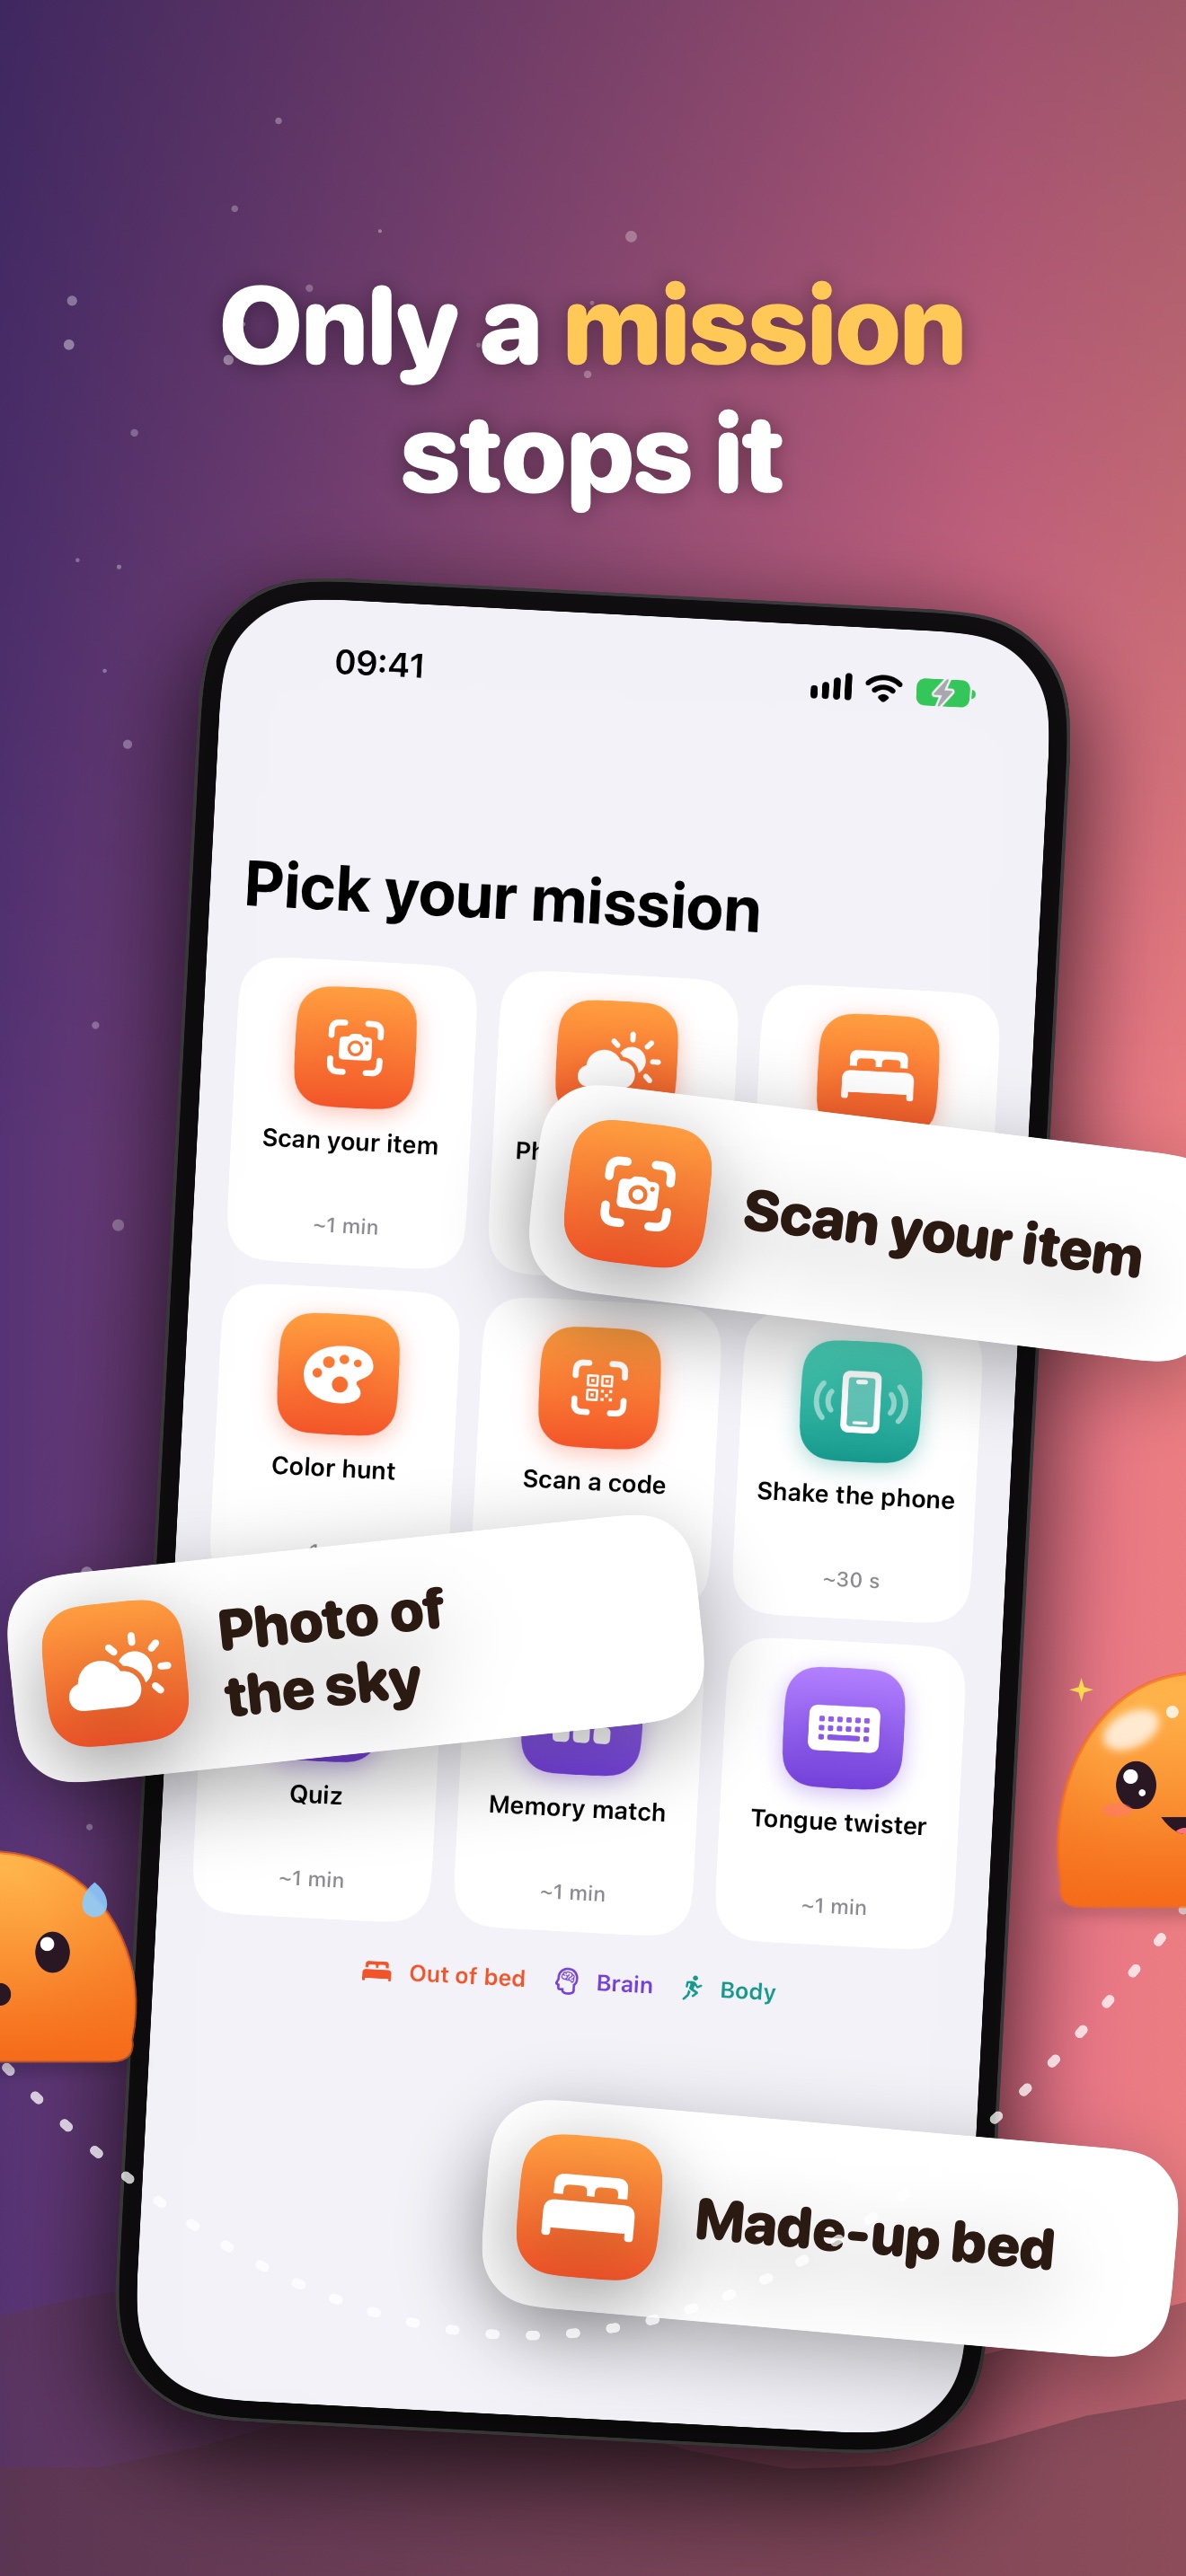 Only a mission
stops it
09:41
Pick your mission
Scan your item
~1 min
Scan your item
Color hunt
Scan a code
Shake the phone
~30 s
Photo of
the sky
Quiz
~1 min
Memory match
~1 min
Tongue twister
~1 min
Out of bed
Brain
Body
Made-up bed